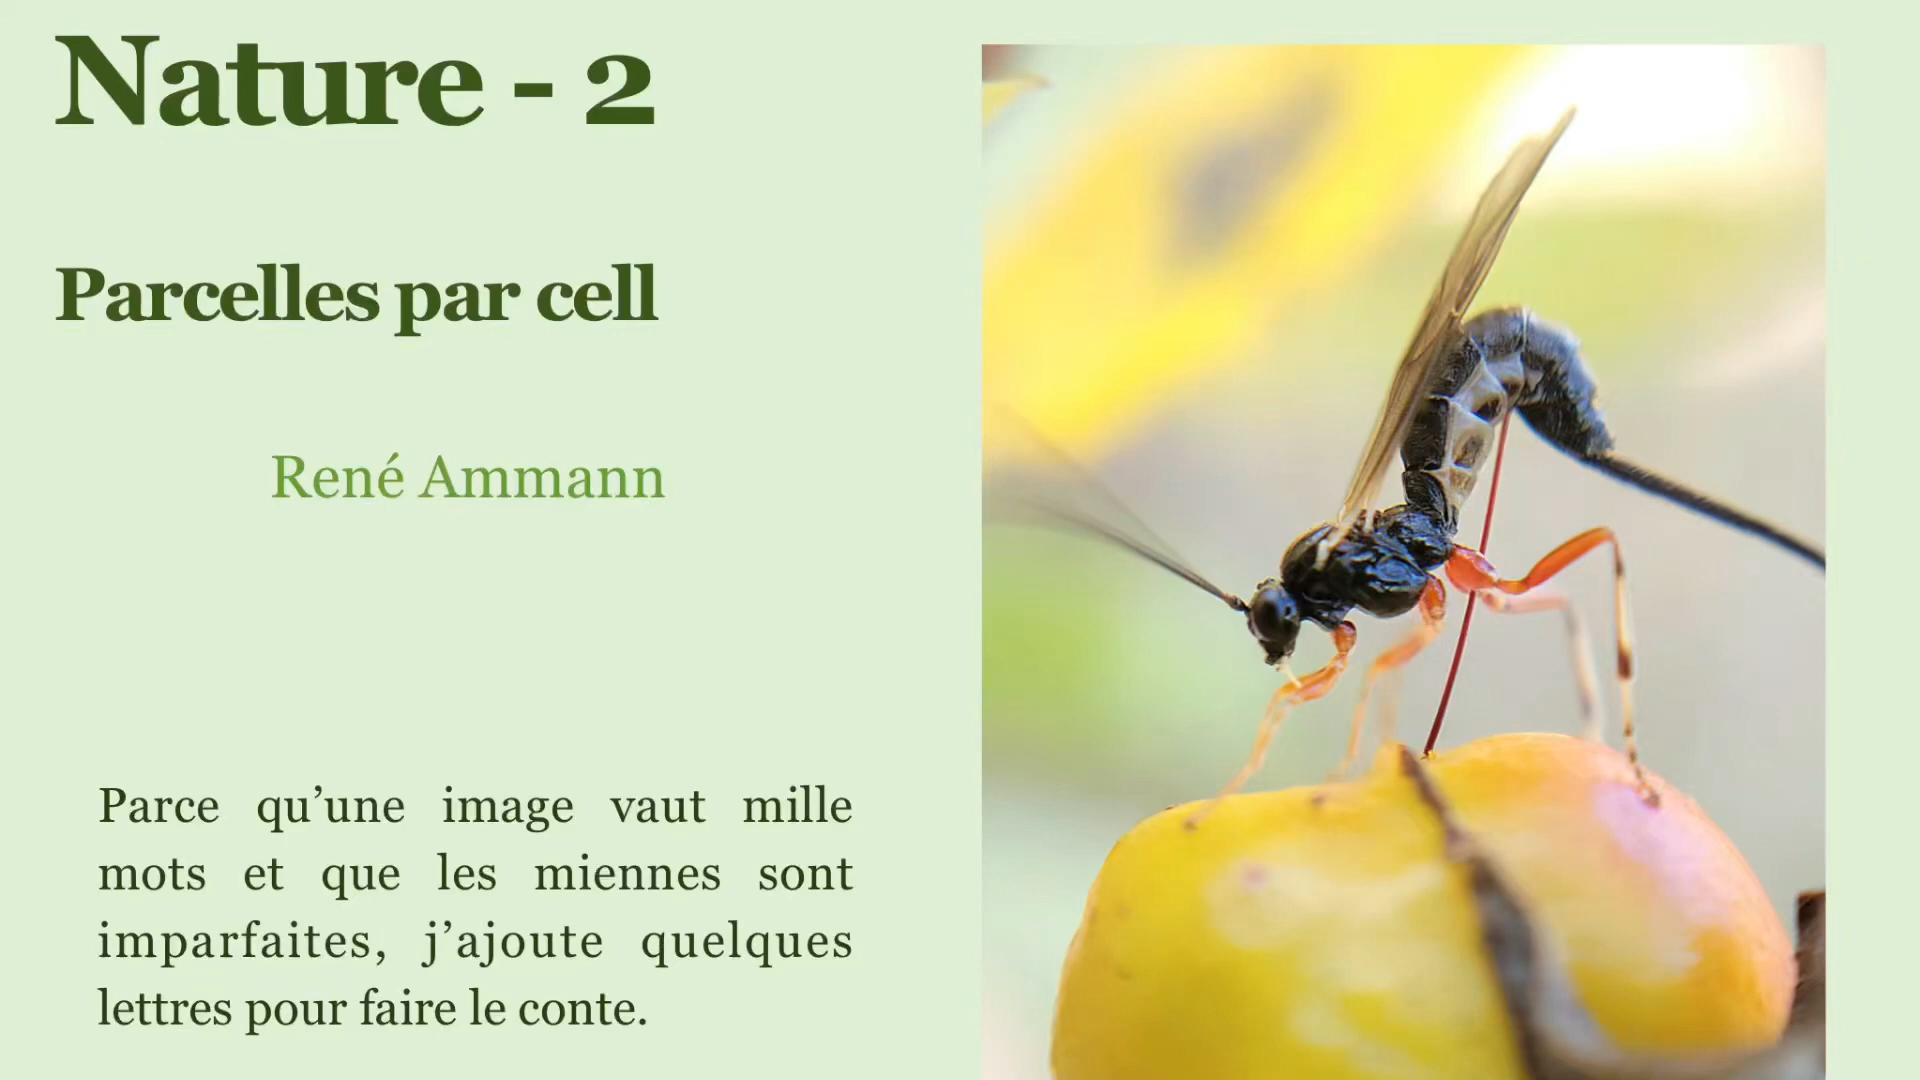 Nature - 2
Parcelles par cell
René Ammann
Parce qu’une image vaut mille
mots et que les miennes sont
imparfaites, j’ajoute quelques
lettres pour faire le conte.